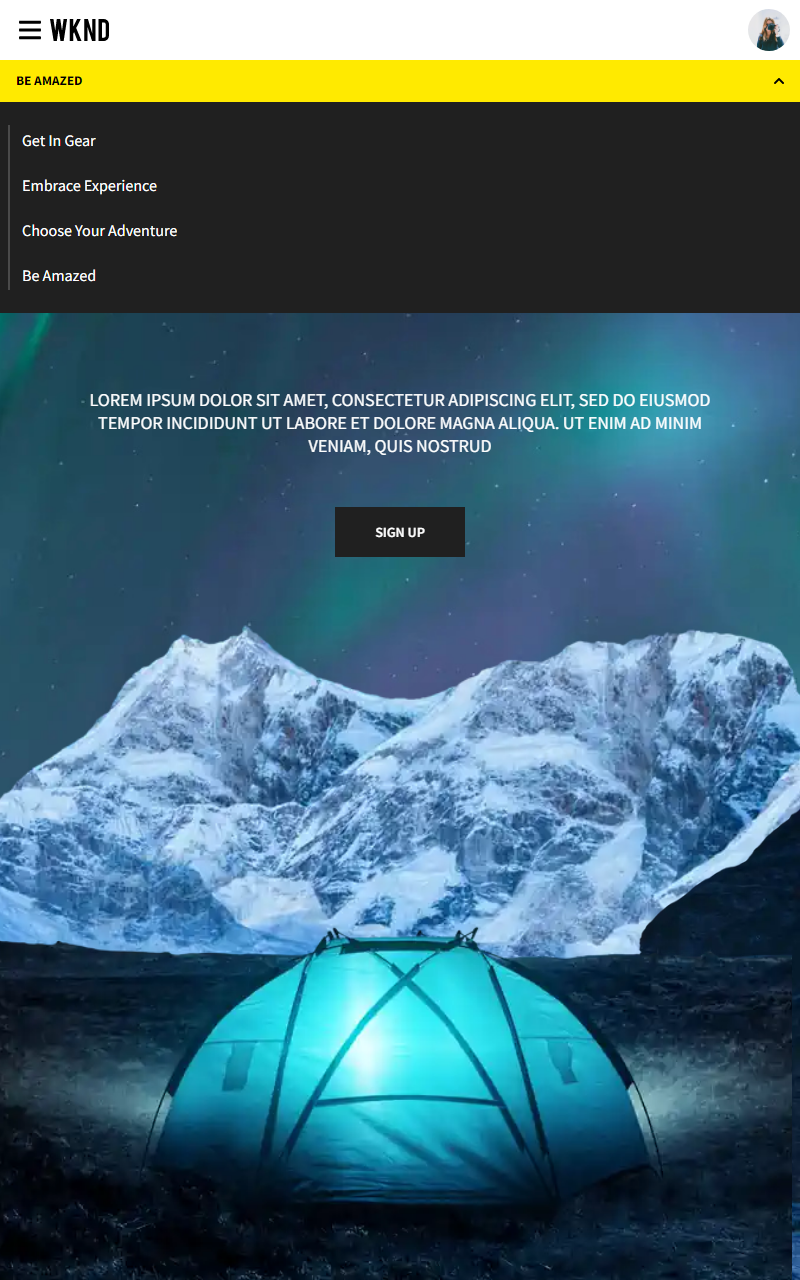 WKND
BE AMAZED
Get In Gear
Embrace Experience
Choose Your Adventure
Be Amazed
LOREM IPSUM DOLOR SIT AMET, CONSECTETUR ADIPISCING ELIT, SED DO EIUSMOD
TEMPOR INCIDIDUNT UT LABORE ET DOLORE MAGNA ALIQUA. UT ENIM AD MINIM
VENIAM, QUIS NOSTRUD
SIGN UP